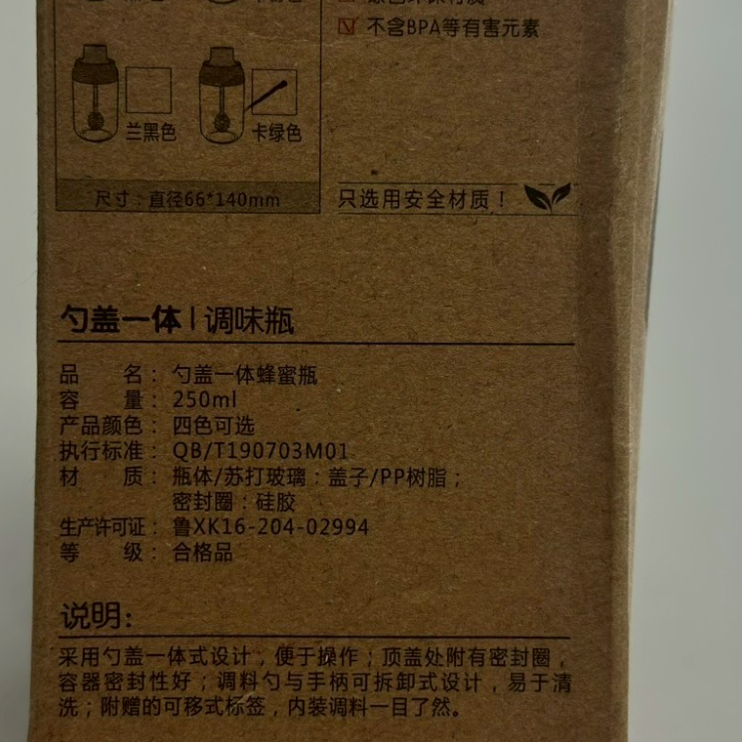 不含BPA等有害元素
兰黑色
卡绿色
尺寸：直径66*140mm
只选用安全材质！
勺盖一体|调味瓶
品 名：勺盖一体蜂蜜瓶
容 量：250ml
产品颜色：四色可选
执行标准：QB/T190703M01
材 质：瓶体/苏打玻璃：盖子/PP树脂；
密封圈：硅胶
生产许可证：鲁XK16-204-02994
等 级：合格品
说明：
采用勺盖一体式设计，便于操作；顶盖处附有密封圈，
容器密封性好；调料勺与手柄可拆卸式设计，易于清
洗；附赠的可移式标签，内装调料一目了然。